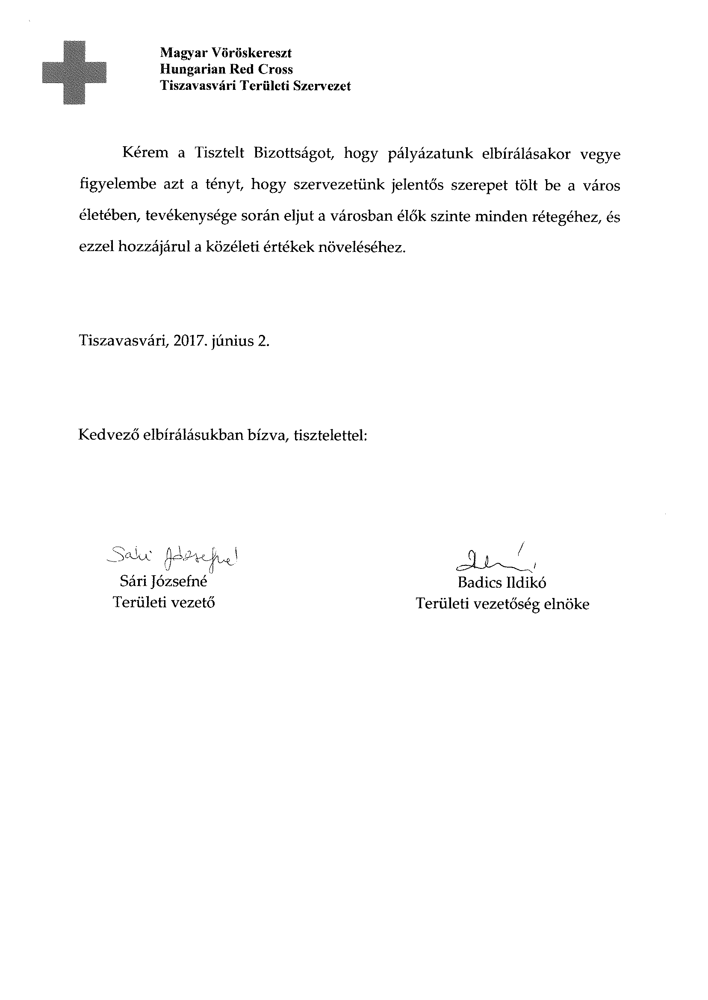 Magyar Vöröskereszt
Hungarian Red Cross
Tiszavasvári Területi Szervezet
Kérem a Tisztelt Bizottságot, hogy pályázatunk elbírálásakor vegye
figyelembe azt a tényt, hogy szervezetünk jelentős szerepet tölt be a város
életében, tevékenysége során eljut a városban élők szinte minden rétegéhez, és
ezzel hozzájárul a közéleti értékek növeléséhez.
Tiszavasvári, 2017. június 2.
Kedvező elbírálásukban bízva, tisztelettel:
Sári Józsefné
Sári Józsefné
Badics Ildikó
Területi vezető
Területi vezetőség elnöke